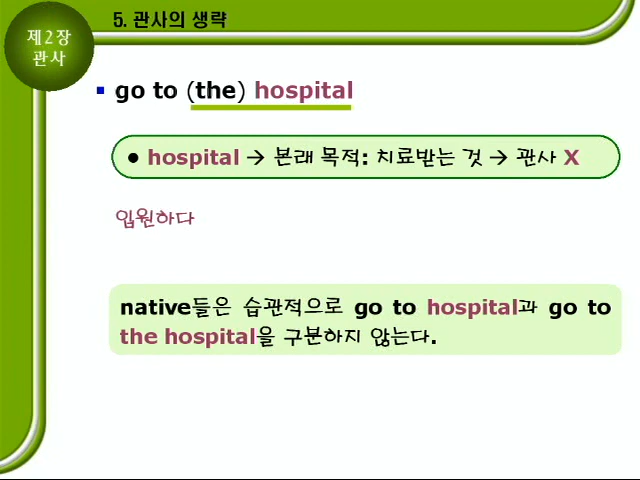 5. 관사의 생략
제2장
관사
go to (the) hospital
● hospital → 본래 목적: 치료받는 것 → 관사 X
입원하다
native들은 습관적으로 go to hospital과 go to
the hospital을 구분하지 않는다.